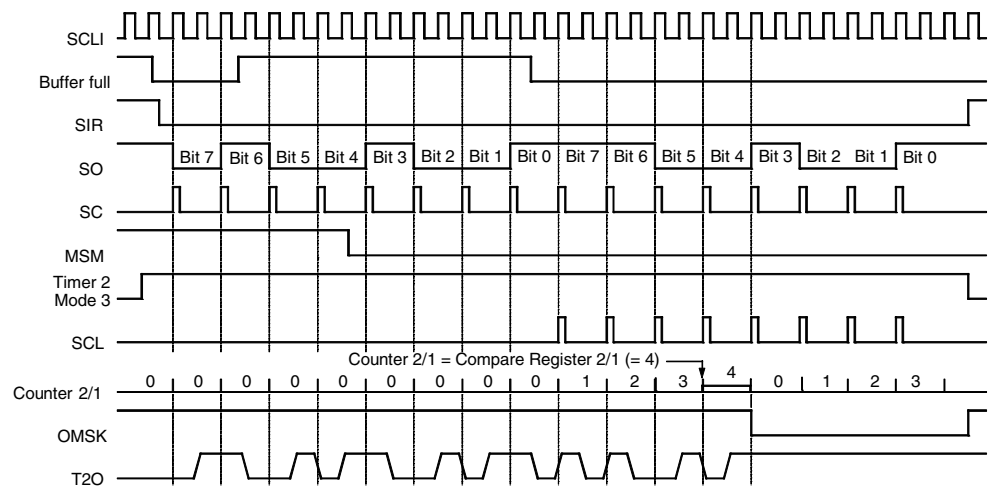 SCLI
Buffer full
SIR
Bit 7 Bit 6 Bit 5 Bit 4 Bit 3 Bit 2 Bit 1 Bit 0 Bit 7 Bit 6 Bit 5 Bit 4 Bit 3 Bit 2 Bit 1 Bit 0
SO
SC
MSM
Timer 2
Mode 3
SCL
Counter 2/1 = Compare Register 2/1 (= 4)
0 0 0 0 0 0 0 0 0 1 2 3 4 0 1 2 3
Counter 2/1
OMSK
T2O